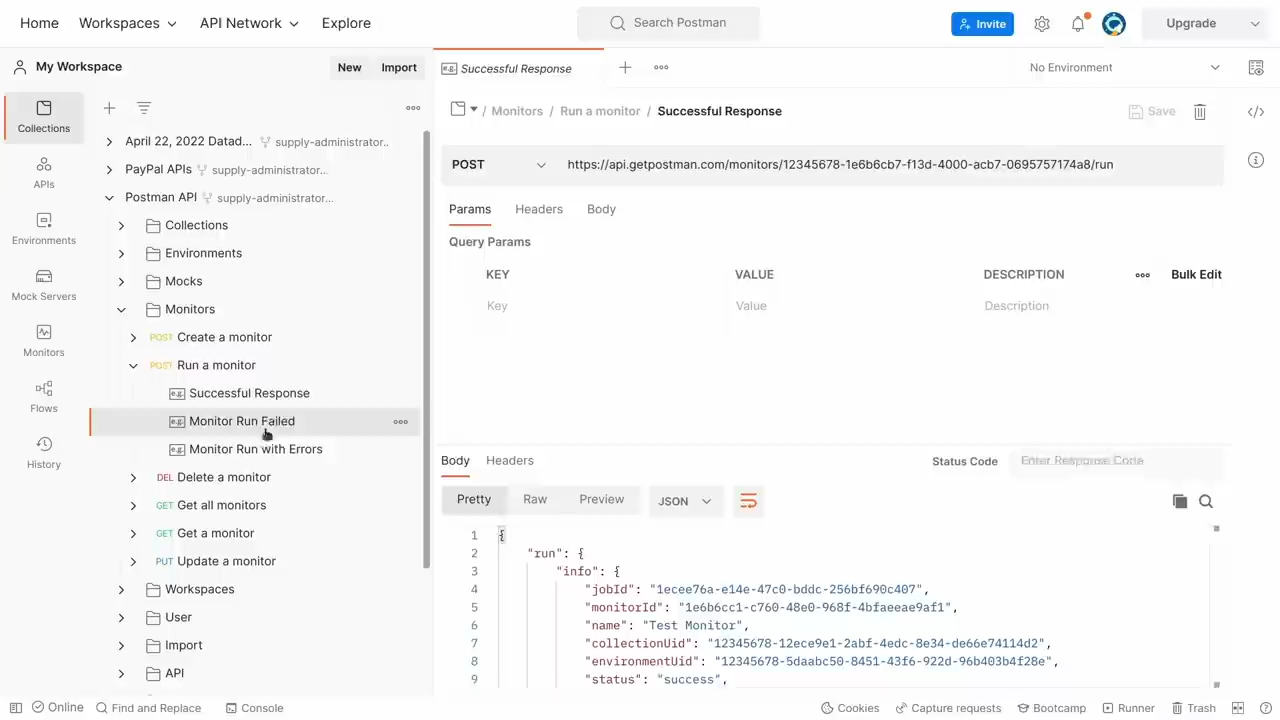 Home Workspaces API Network Explore Search Postman Invite Upgrade
My Workspace New Import
Collections
APIs
Environments
Mock Servers
Monitors
Flows
History
April 22, 2022 Datad... supply-administrator..
PayPal APIs supply-administrator...
Postman API supply-administrator...
Collections
Environments
Mocks
Monitors
POST Create a monitor
POST Run a monitor
e.g. Successful Response
e.g. Monitor Run Failed
e.g. Monitor Run with Errors
DEL Delete a monitor
GET Get all monitors
GET Get a monitor
PUT Update a monitor
Workspaces
User
Import
API
e.g. Successful Response No Environment
/ Monitors / Run a monitor / Successful Response Save
POST https://api.getpostman.com/monitors/12345678-1e6b6cb7-f13d-4000-acb7-0695757174a8/run
Params Headers Body
Query Params
KEY VALUE DESCRIPTION Bulk Edit
Key Value Description
Body Headers Status Code Enter Response Code
Pretty Raw Preview JSON
1 {
2 "run": {
3 "info": {
4 "jobId": "1ecee76a-e14e-47c0-bddc-256bf690c407",
5 "monitorId": "1e6b6cc1-c760-48e0-968f-4bfaeeae9af1",
6 "name": "Test Monitor",
7 "collectionUid": "12345678-12ece9e1-2abf-4edc-8e34-de66e74114d2",
8 "environmentUid": "12345678-5daabc50-8451-43f6-922d-96b403b4f28e",
9 "status": "success",
Online Find and Replace Console Cookies Capture requests Bootcamp Runner Trash